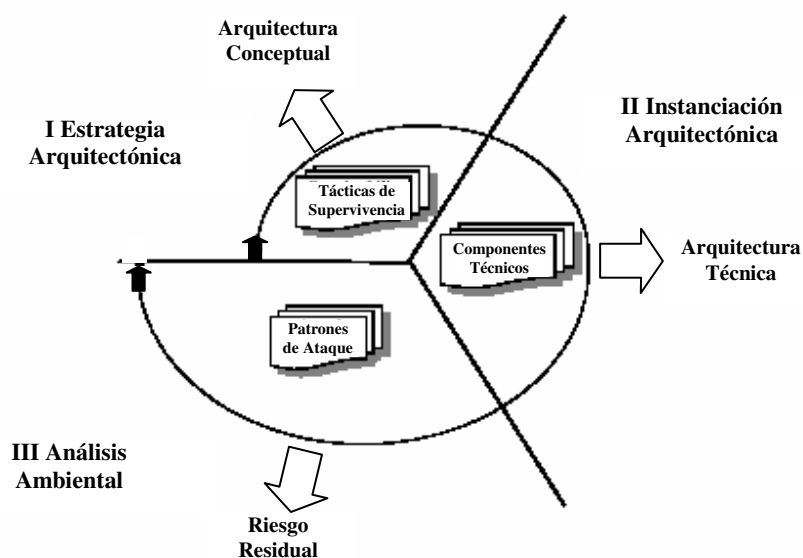 Arquitectura
Conceptual
I Estrategia
Arquitectónica
II Instanciación
Arquitectónica
Tácticas de
Supervivencia
Componentes
Técnicos
Arquitectura
Técnica
Patrones
de Ataque
III Análisis
Ambiental
Riesgo
Residual